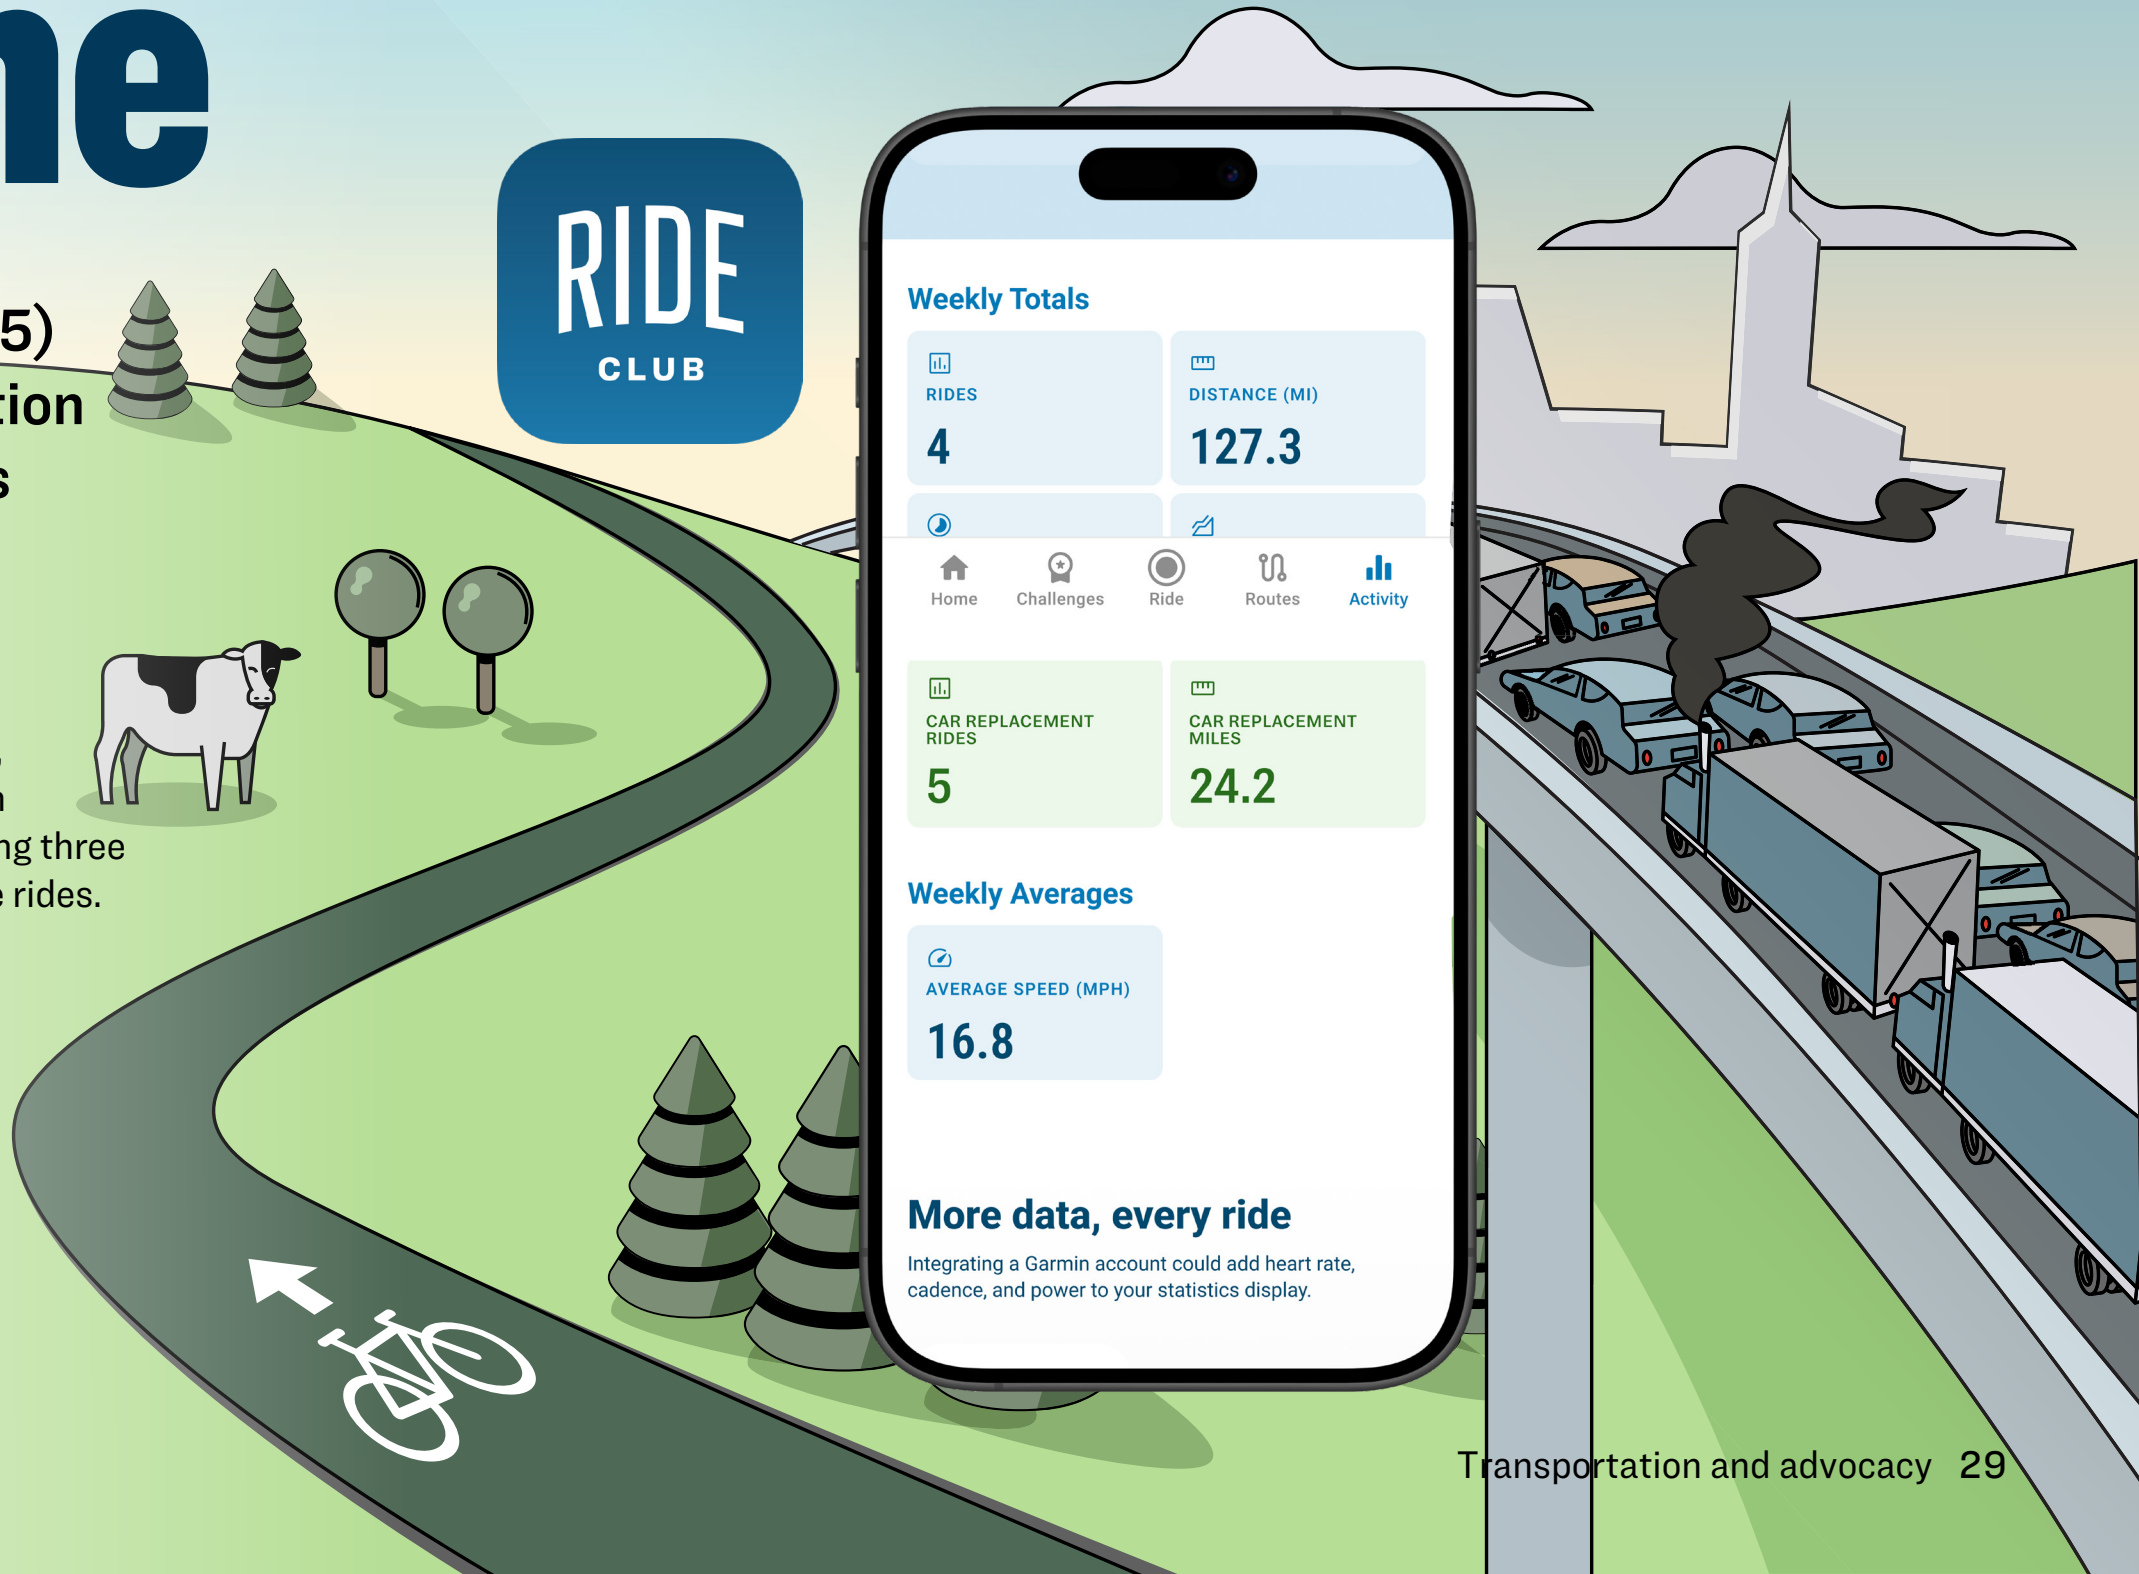 ne
5)
tion
s
n
ng three
e rides.
RIDE
CLUB
Weekly Totals
RIDES
4
DISTANCE (MI)
127.3
Home
Challenges
Ride
Routes
Activity
CAR REPLACEMENT
RIDES
5
CAR REPLACEMENT
MILES
24.2
Weekly Averages
AVERAGE SPEED (MPH)
16.8
More data, every ride
Integrating a Garmin account could add heart rate,
cadence, and power to your statistics display.
Transportation and advocacy 29